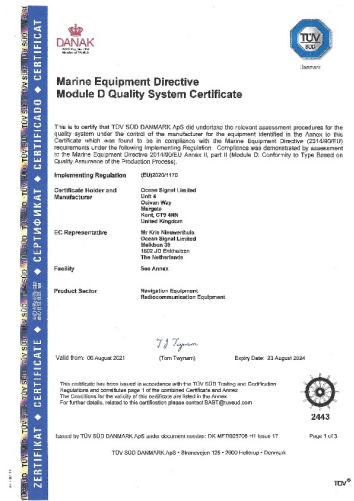 DANAK
TÜV
SÜD
Danmark
Marine Equipment Directive
Module D Quality System Certificate
This is to certify that TÜV SÜD DANMARK ApS did undertake the relevant assessment procedures for the
quality system under the control of the manufacturer for the equipment identified in the Annex to this
Certificate which was found to be in compliance with the Marine Equipment Directive (2014/90/EU)
requirements under the following Implementing Regulation. Compliance was demonstrated by assessment
to the Marine Equipment Directive 2014/90/EU Annex II, part II (Module D: Conformity to Type Based on
Quality Assurance of the Production Process).
Implementing Regulation (EU)2020/1170
Certificate Holder and Manufacturer
Ocean Signal Limited
Unit 4
Ocivan Way
Margate
Kent, CT9 4NN
United Kingdom
EC Representative
Mr Kris Nieuwerthuis
Ocean Signal Limited
1602 JD Enkhuizen
The Netherlands
Facility See Annex
Product Sector
Navigation Equipment
Radiocommunication Equipment
Valid from: 06 August 2021
(Tom Twynam)
Expiry Date: 23 August 2024
This certificate has been issued in accordance with the TÜV SÜD Testing and Certification
Regulations and constitutes page 1 of the combined Certificate and Annex.
The Conditions for the validity of this certificate are listed in the Annex.
For further details, related to this certification please contact BABT@tuvsud.com
2443
Issued by TÜV SÜD DANMARK ApS under document number: Issue 17
Page 1 of 3
TÜV SÜD DANMARK ApS • Strandvejen 125 • 2900 Hellerup • Denmark
TÜV®
ZERTIFIKAT ◆ CERTIFICATE ◆ СЕРТИФИКАТ ◆ CERTIFICADO ◆ CERTIFICAT